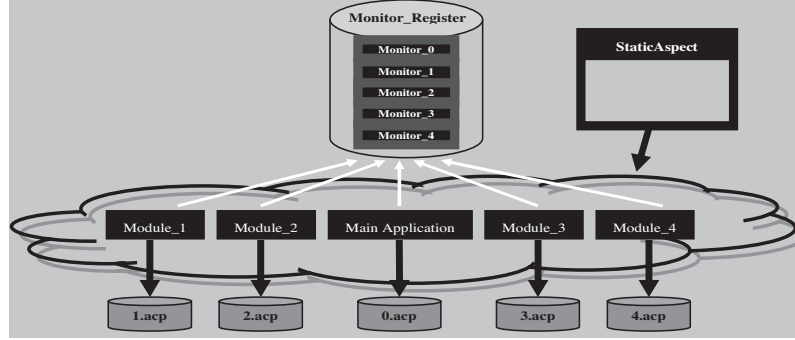 Monitor_Register
Monitor_0
Monitor_1
Monitor_2
Monitor_3
Monitor_4
StaticAspect
Module_1
Module_2
Main Application
Module_3
Module_4
1.acp
2.acp
0.acp
3.acp
4.acp